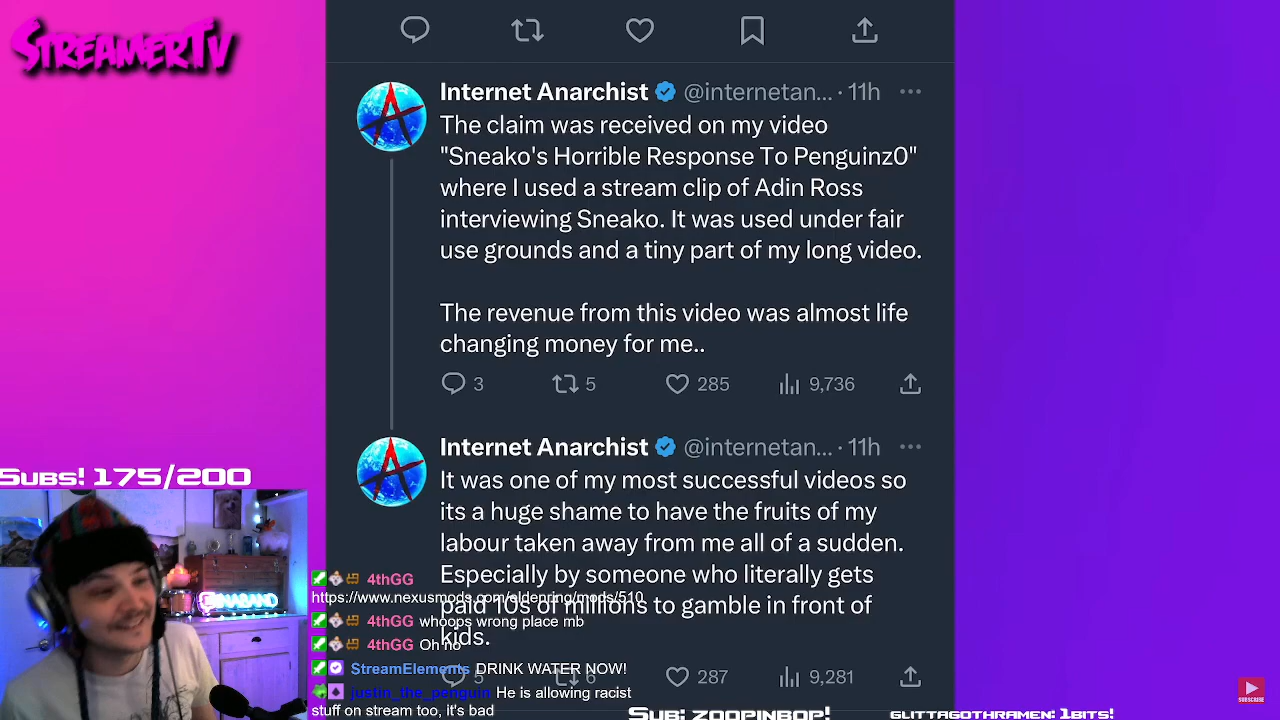 STREAMERTV
Internet Anarchist @internetan... · 11h ...
The claim was received on my video
"Sneako's Horrible Response To Penguinz0"
where I used a stream clip of Adin Ross
interviewing Sneako. It was used under fair
use grounds and a tiny part of my long video.
The revenue from this video was almost life
changing money for me..
3 5 285 9,736
Internet Anarchist @internetan... · 11h ...
It was one of my most successful videos so
its a huge shame to have the fruits of my
labour taken away from me all of a sudden.
Especially by someone who literally gets
paid 10s of millions to gamble in front of
kids.
5 6 287 9,281
Subs! 175/200
4thGG
https://www.nexusmods.com/eldenring/mods/510
4thGG whoops wrong place mb
4thGG Oh no
StreamElements DRINK WATER NOW!
justin_the_penguin He is allowing racist
stuff on stream too, it's bad
Sub: zoopinbop!
glittagothramen: 1bits!
SUBSCRIBE